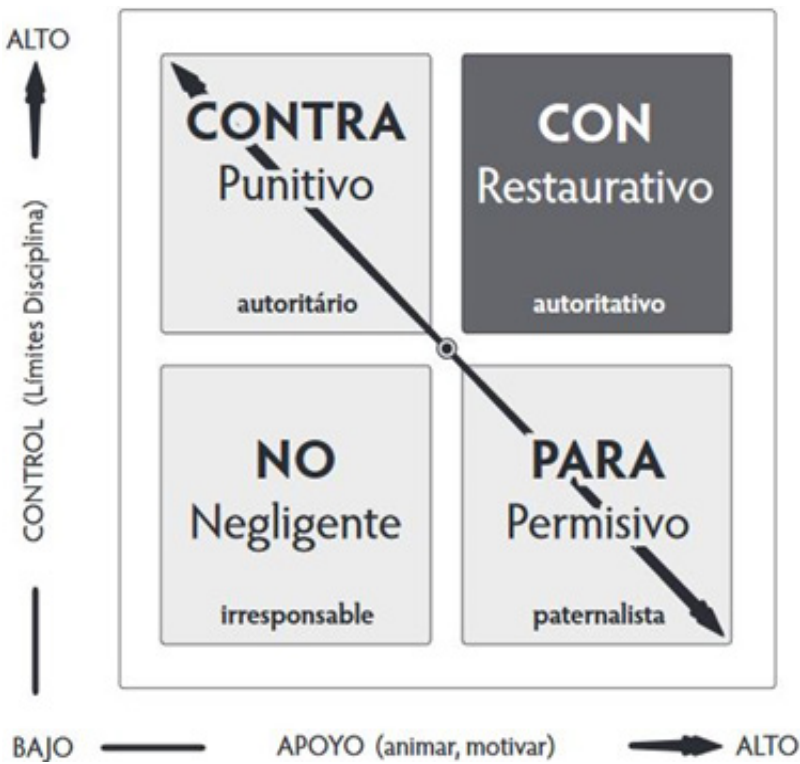 ALTO
CONTROL (Límites Disciplina)
CONTRA
Punitivo
autoritário
CON
Restaurativo
autoritativo
NO
Negligente
irresponsable
PARA
Permisivo
paternalista
BAJO
APOYO (animar, motivar)
ALTO